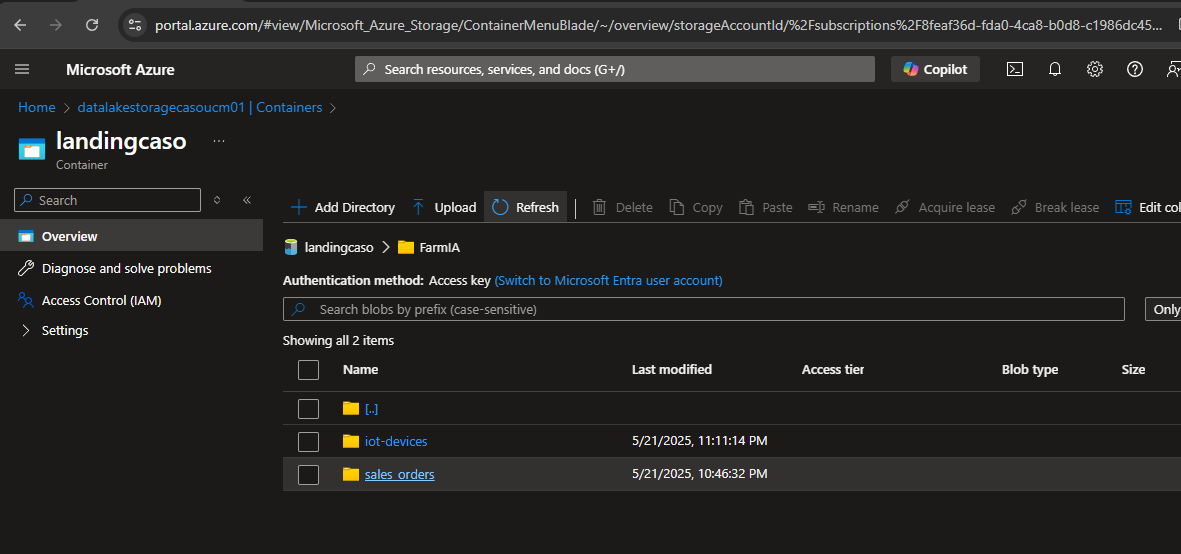 portal.azure.com/#view/Microsoft_Azure_Storage/ContainerMenuBlade/~/overview/storageAccountId/%2Fsubscriptions%2F8feaf36d-fda0-4ca8-b0d8-c1986dc45...
Microsoft Azure
Search resources, services, and docs (G+/)
Copilot
Home > datalakestoragecasoucm01 | Containers >
landingcaso ...
Container
Search
Overview
Diagnose and solve problems
Access Control (IAM)
Settings
Add Directory Upload Refresh Delete Copy Paste Rename Acquire lease Break lease Edit col
landingcaso > FarmIA
Authentication method: Access key (Switch to Microsoft Entra user account)
Search blobs by prefix (case-sensitive) Only
Showing all 2 items
Name Last modified Access tier Blob type Size
[..]
iot-devices 5/21/2025, 11:11:14 PM
sales_orders 5/21/2025, 10:46:32 PM